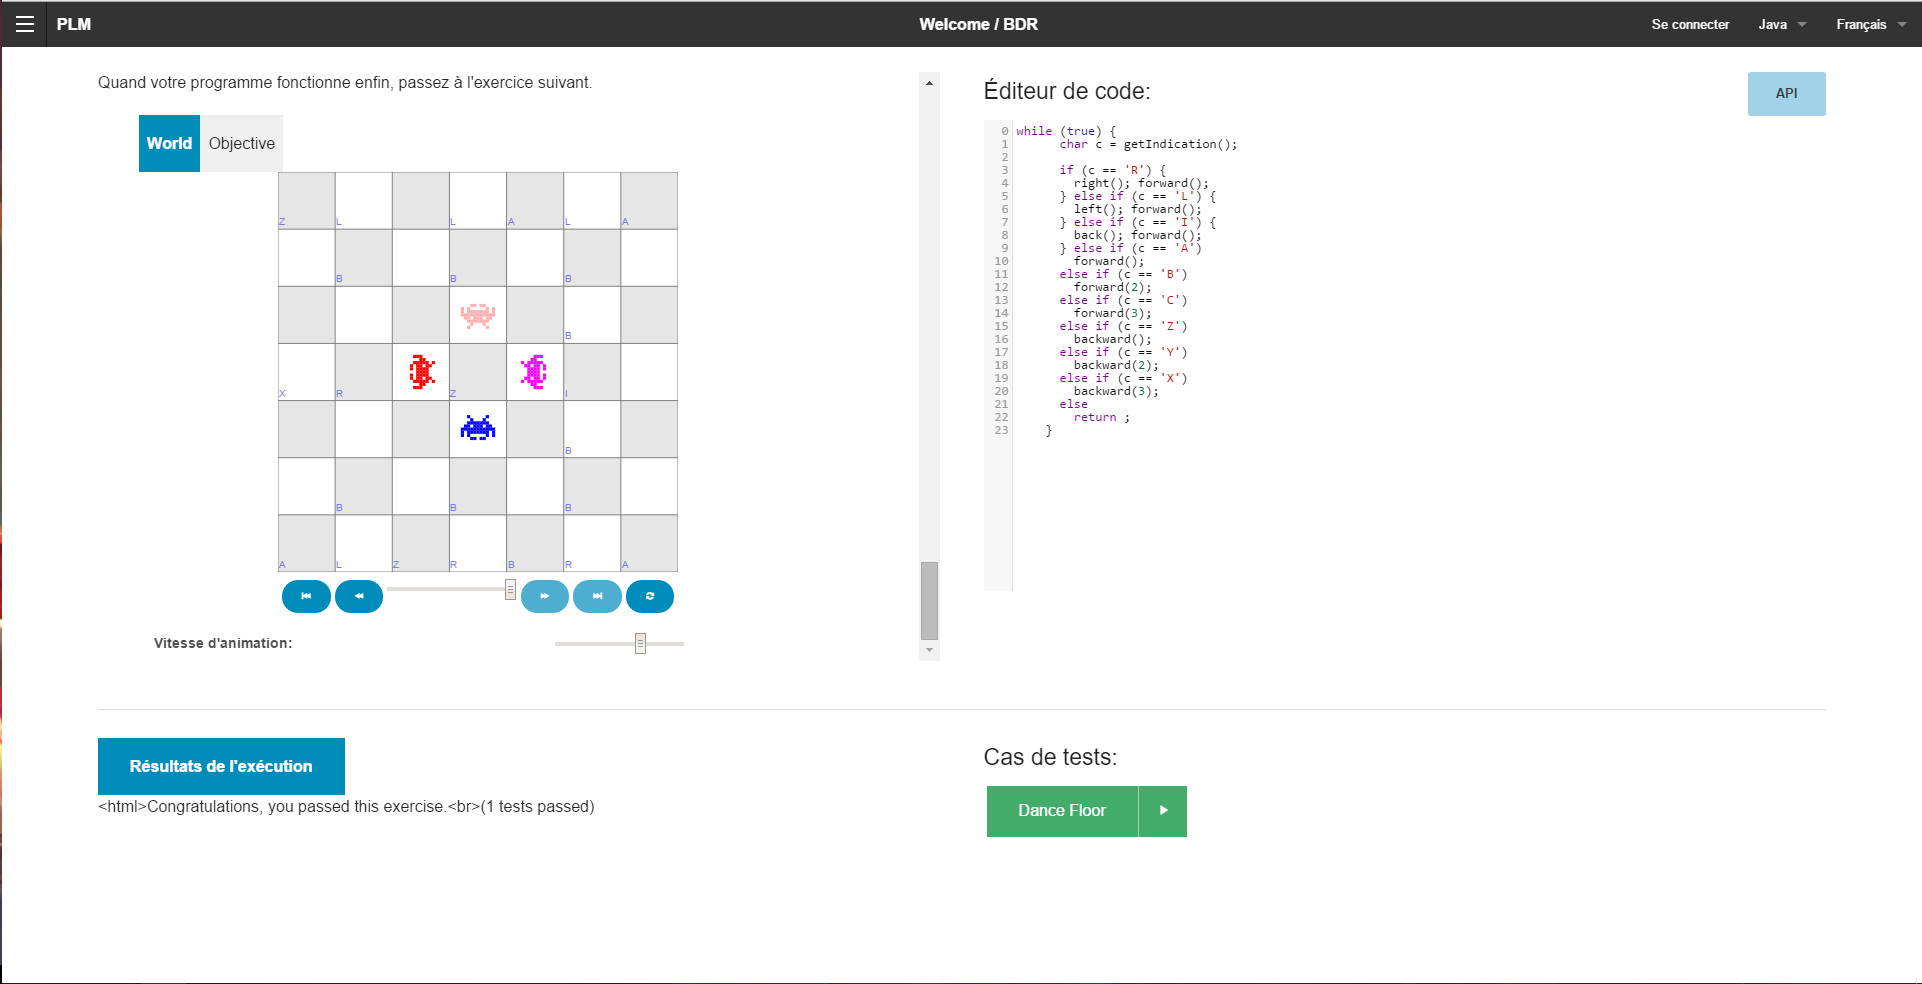 PLM
Welcome / BDR
Se connecter
Java
Français
Quand votre programme fonctionne enfin, passez à l'exercice suivant.
World
Objective
Z L L A L A
B B B
B
X R Z I
B
B B B
A L Z R B R A
Vitesse d'animation:
Éditeur de code:
API
0 while (true) {
1 char c = getIndication();
2
3 if (c == 'R') {
4 right(); forward();
5 } else if (c == 'L') {
6 left(); forward();
7 } else if (c == 'I') {
8 back(); forward();
9 } else if (c == 'A')
10 forward();
11 else if (c == 'B')
12 forward(2);
13 else if (c == 'C')
14 forward(3);
15 else if (c == 'Z')
16 backward();
17 else if (c == 'Y')
18 backward(2);
19 else if (c == 'X')
20 backward(3);
21 else
22 return ;
23 }
Résultats de l'exécution
<html>Congratulations, you passed this exercise.<br>(1 tests passed)
Cas de tests:
Dance Floor